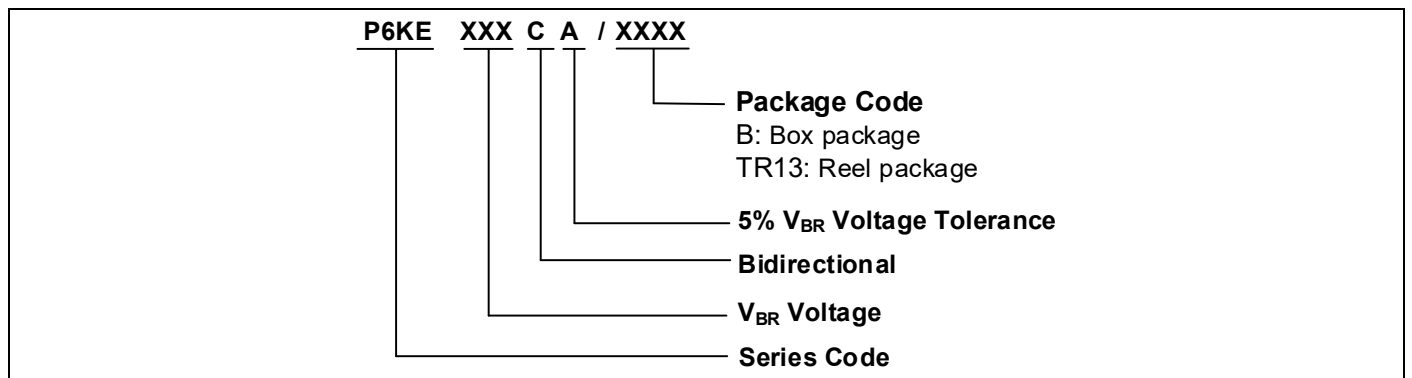 P6KE XXX C A / XXXX
Package Code
B: Box package
TR13: Reel package
5% VBR Voltage Tolerance
Bidirectional
VBR Voltage
Series Code